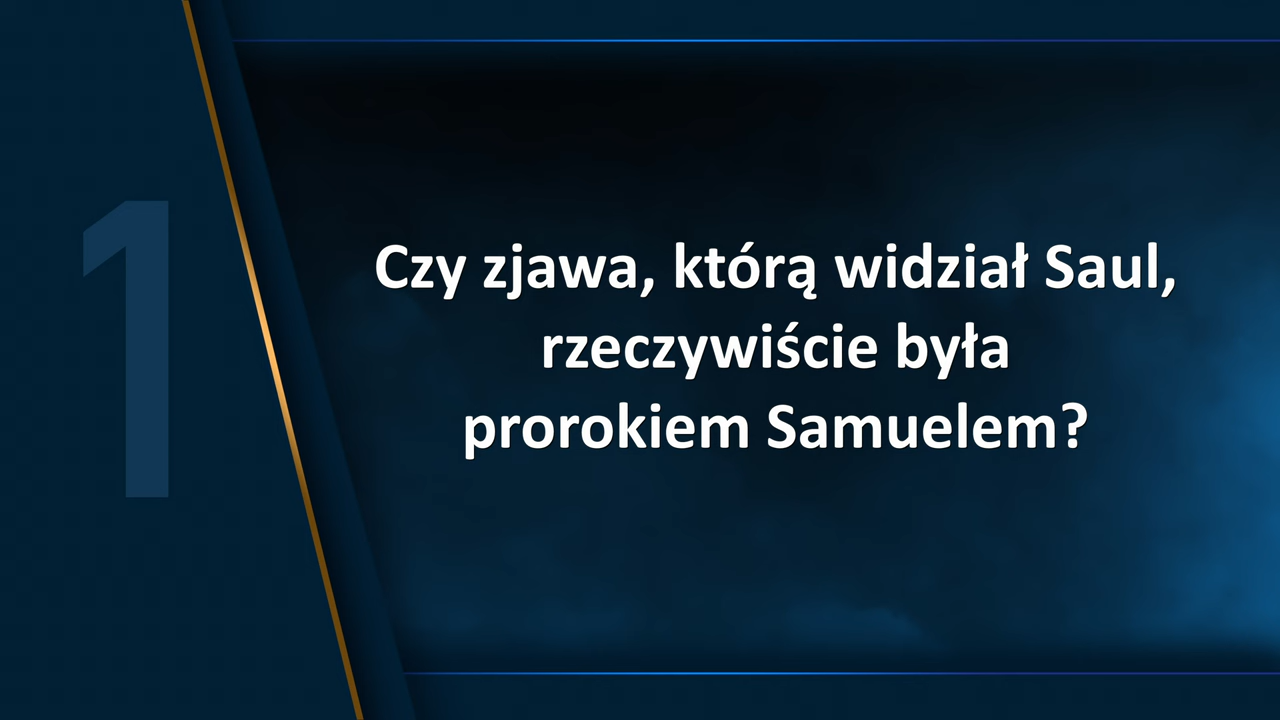 1
Czy zjawa, którą widział Saul,
rzeczywiście była
prorokiem Samuelem?